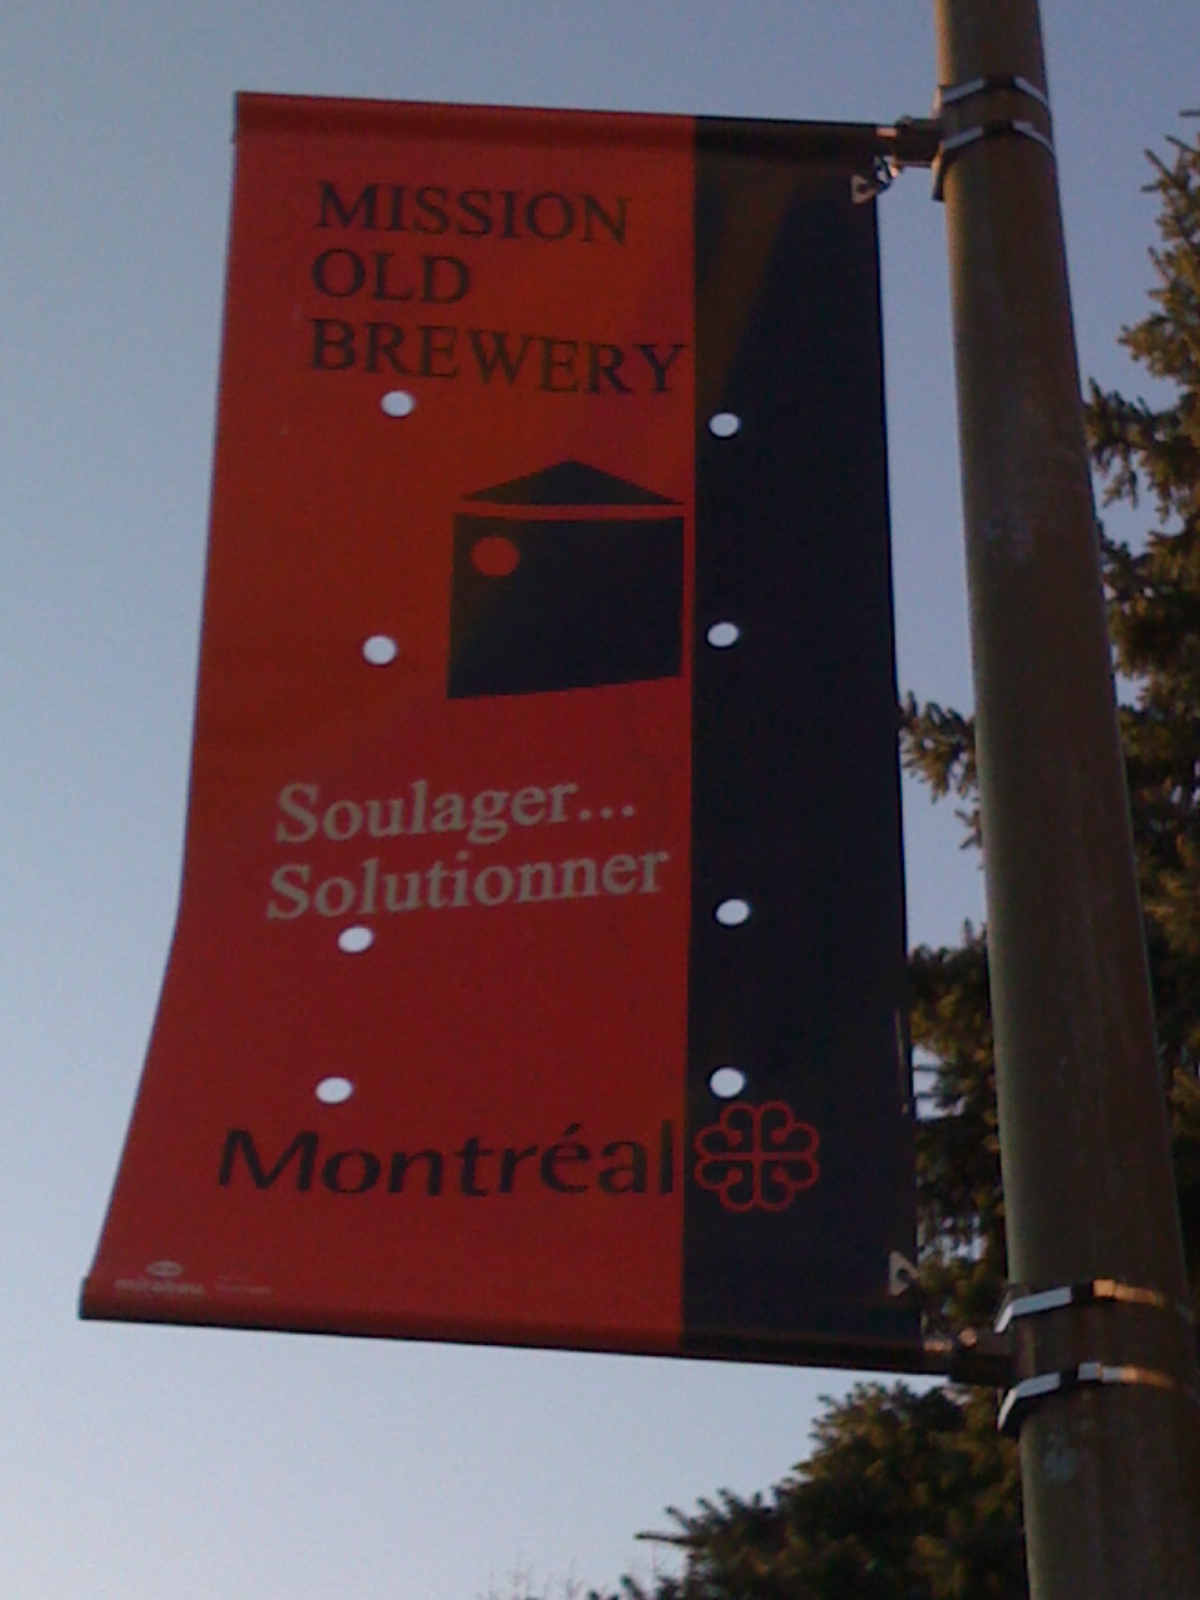 MISSION
OLD
BREWERY
Soulager...
Solutionner
Montréal